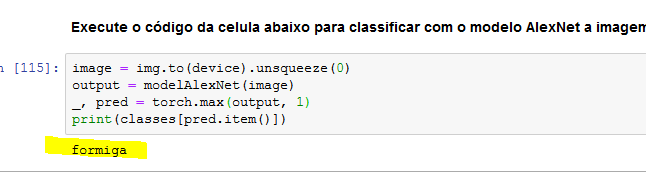 Execute o código da celula abaixo para classificar com o modelo AlexNet a imagem
[115]: image = img.to(device).unsqueeze(0)
output = modelAlexNet(image)
_, pred = torch.max(output, 1)
print(classes[pred.item()])
formiga